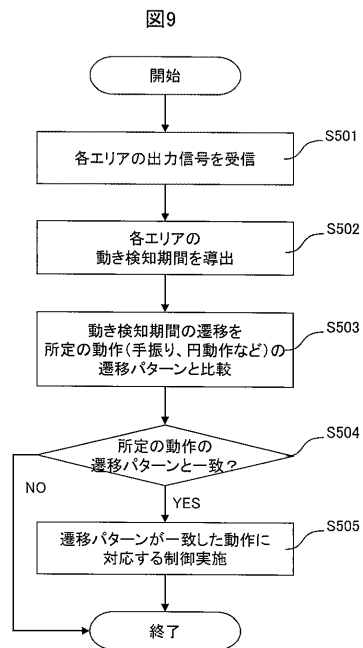 図9
開始
S501
各エリアの出力信号を受信
S502
各エリアの
動き検知期間を導出
S503
動き検知期間の遷移を
所定の動作(手振り、円動作など)の
遷移パターンと比較
S504
所定の動作の
遷移パターンと一致?
NO
YES
S505
遷移パターンが一致した動作に
対応する制御実施
終了